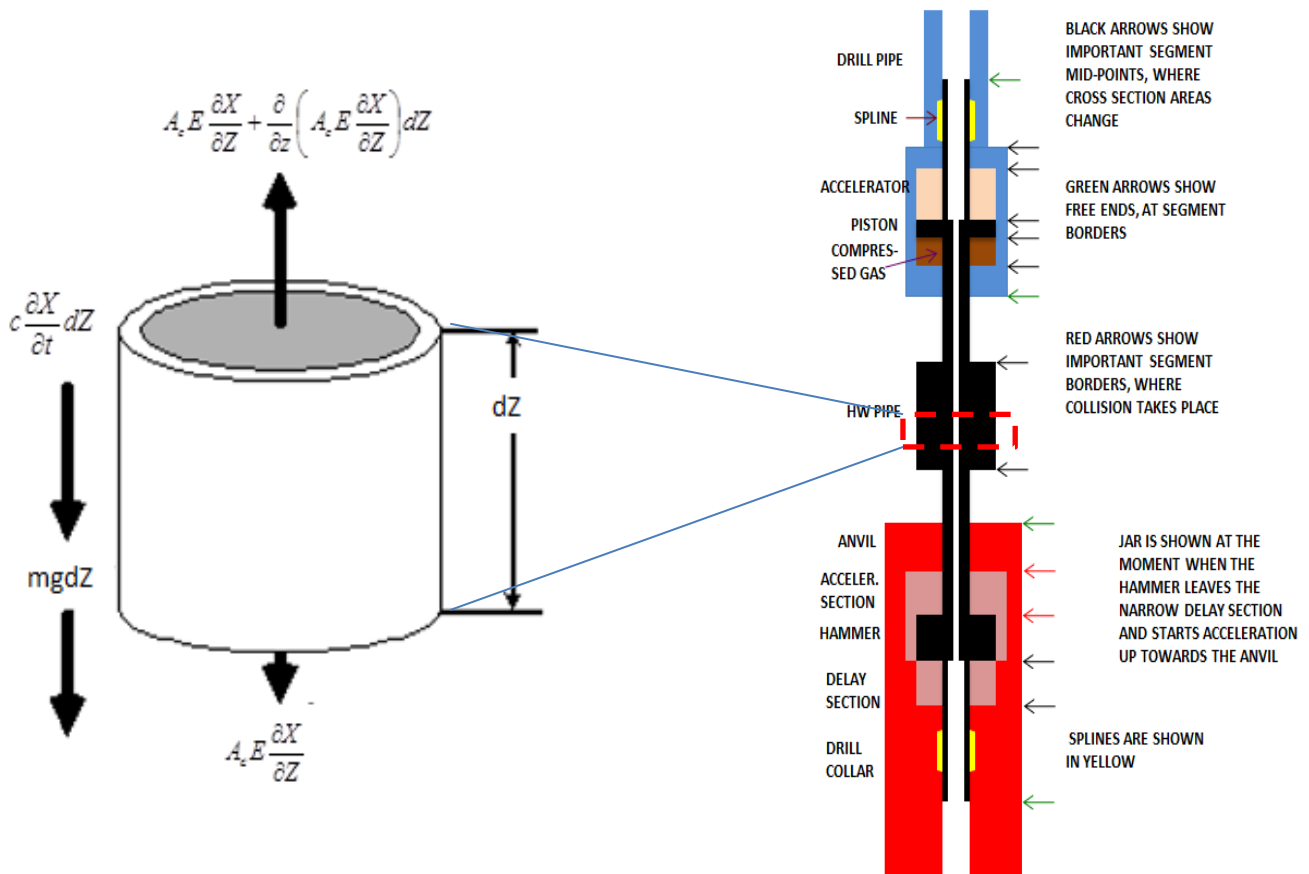 A_c E ∂X/∂Z + ∂/∂z (A_c E ∂X/∂Z) dZ
c ∂X/∂t dZ
dZ
mgdZ
A_c E ∂X/∂Z
DRILL PIPE
SPLINE
ACCELERATOR
PISTON
COMPRES-
SED GAS
HW PIPE
ANVIL
ACCELER.
SECTION
HAMMER
DELAY
SECTION
DRILL
COLLAR
BLACK ARROWS SHOW
IMPORTANT SEGMENT
MID-POINTS, WHERE
CROSS SECTION AREAS
CHANGE
GREEN ARROWS SHOW
FREE ENDS, AT SEGMENT
BORDERS
RED ARROWS SHOW
IMPORTANT SEGMENT
BORDERS, WHERE
COLLISION TAKES PLACE
JAR IS SHOWN AT THE
MOMENT WHEN THE
HAMMER LEAVES THE
NARROW DELAY SECTION
AND STARTS ACCELERATION
UP TOWARDS THE ANVIL
SPLINES ARE SHOWN
IN YELLOW